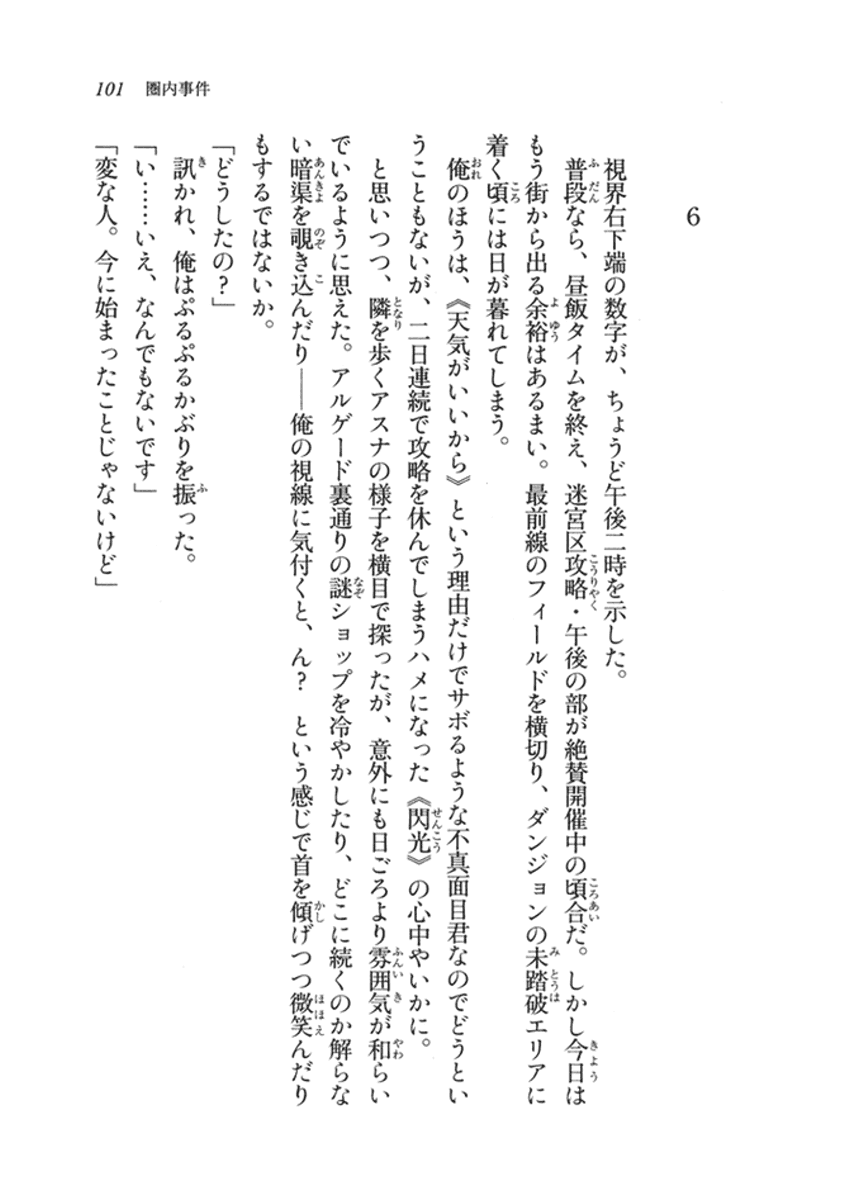 101 圏内事件
6
視界右下端の数字が、ちょうど午後二時を示した。
普段なら、昼飯タイムを終え、迷宮区攻略・午後の部が絶賛開催中の頃合だ。しかし今日は
もう街から出る余裕はあるまい。最前線のフィールドを横切り、ダンジョンの未踏破エリアに
着く頃には日が暮れてしまう。
俺のほうは、《天気がいいから》という理由だけでサボるような不真面目君なのでどうとい
うこともないが、二日連続で攻略を休んでしまうハメになった《閃光》の心中やいかに。
と思いつつ、隣を歩くアスナの様子を横目で探ったが、意外にも日ごろより雰囲気が和らい
でいるように思えた。アルゲード裏通りの謎ショップを冷やかしたり、どこに続くのか解らな
い暗渠を覗き込んだり――俺の視線に気付くと、ん？　という感じで首を傾げつつ微笑んだり
もするではないか。
「どうしたの？」
訊かれ、俺はぷるぷるかぶりを振った。
「い……いえ、なんでもないです」
「変な人。今に始まったことじゃないけど」